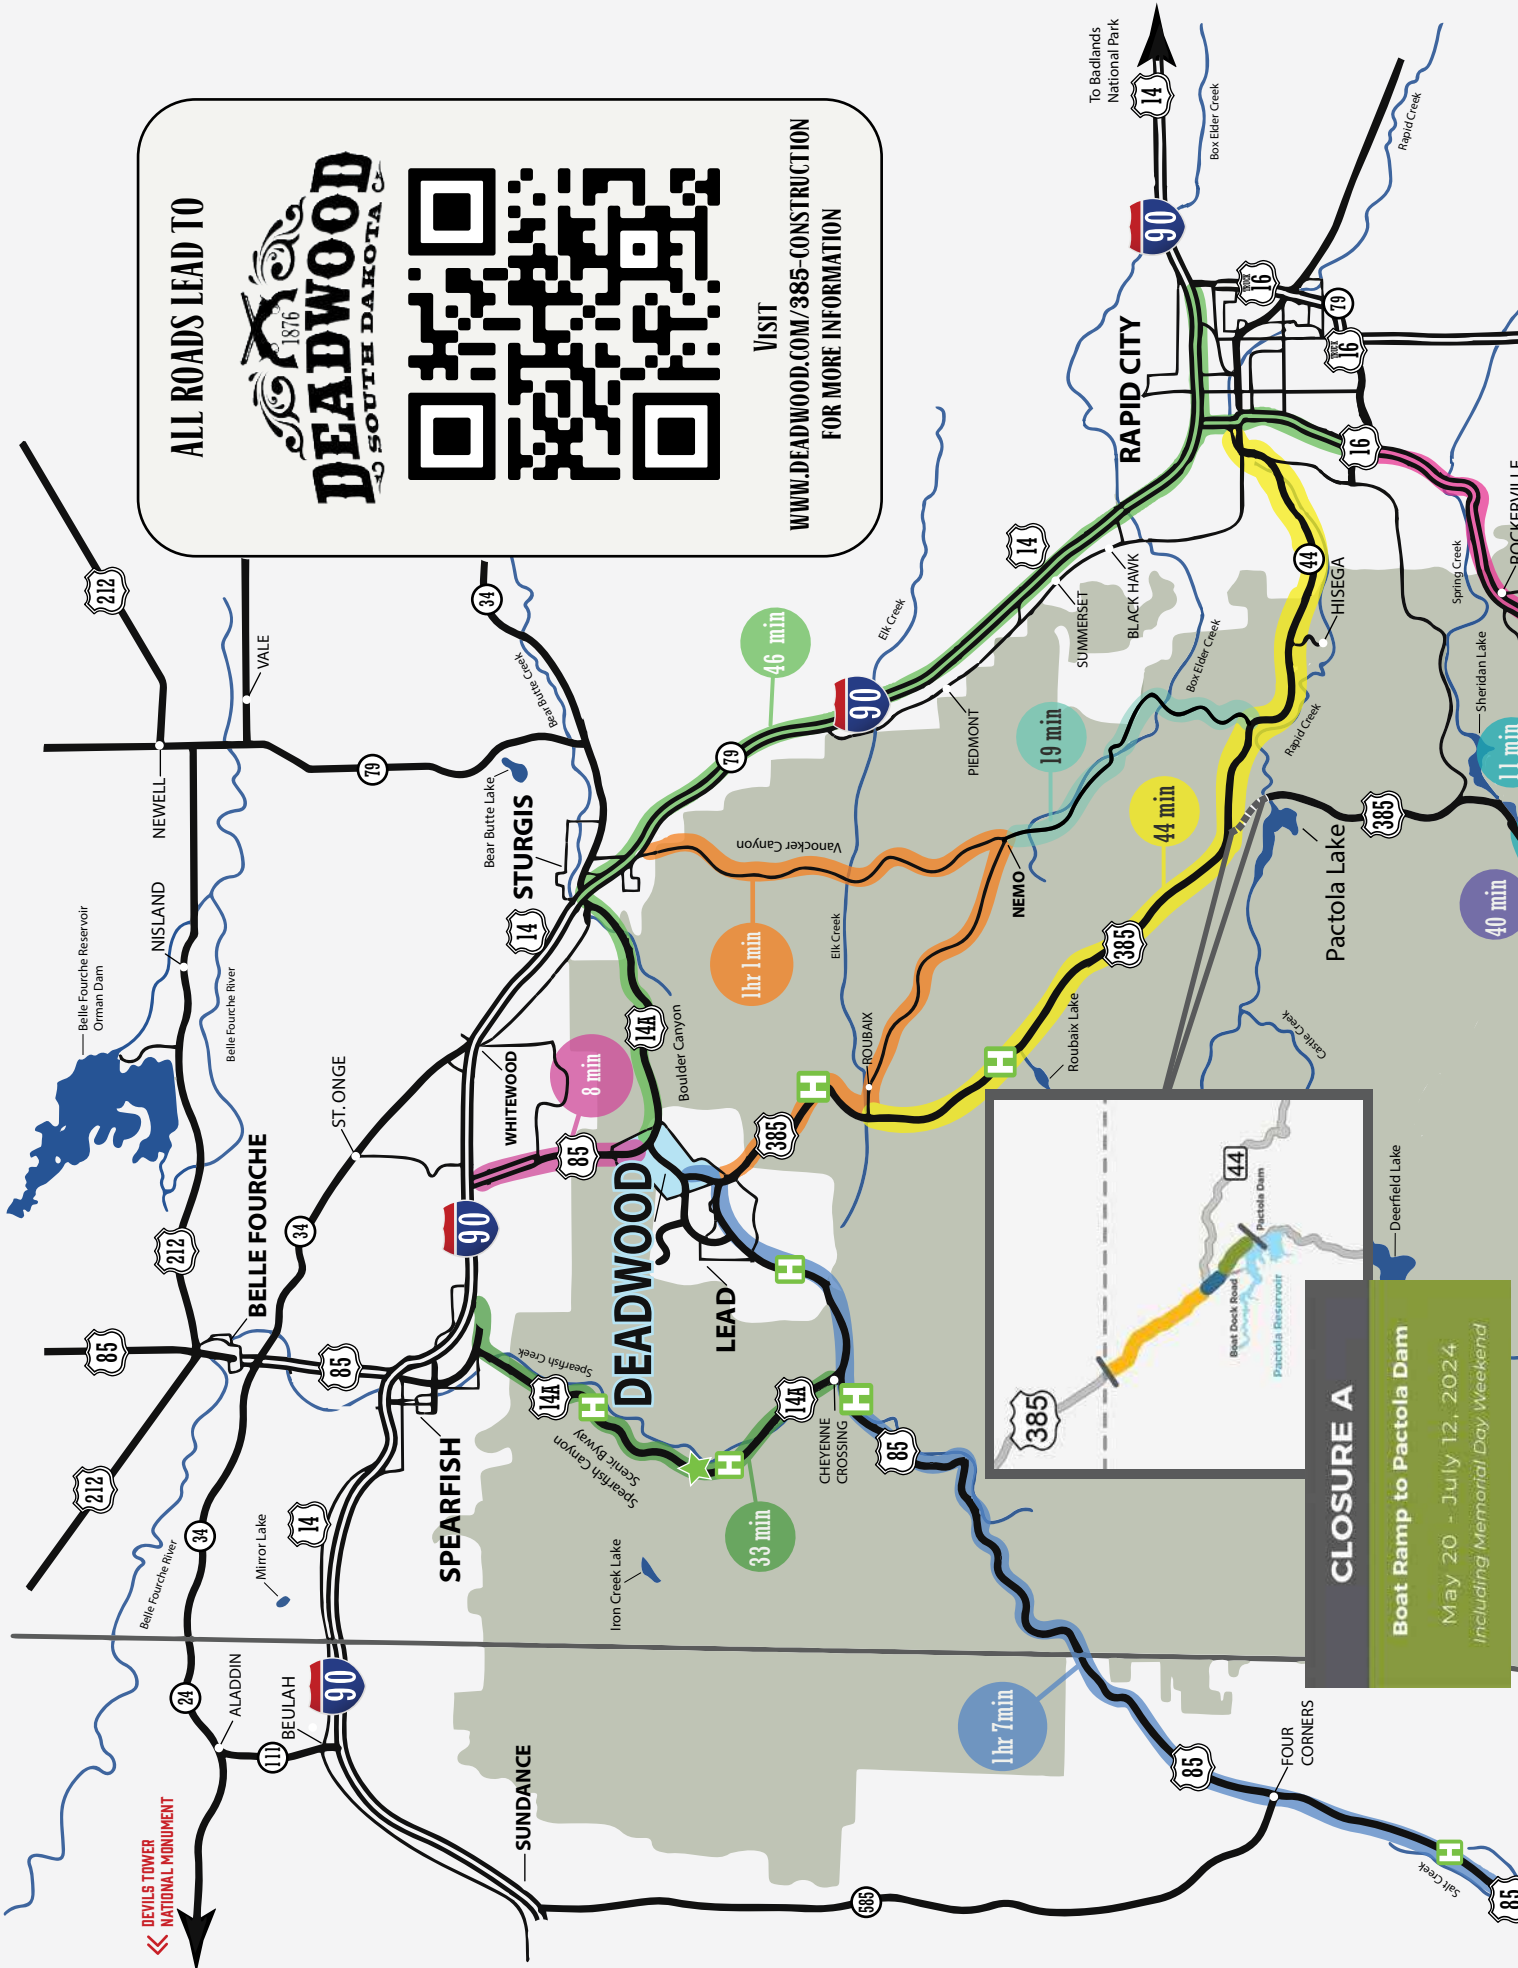 ALL ROADS LEAD TO
1876
DEADWOOD
SOUTH DAKOTA
VISIT
WWW.DEADWOOD.COM/385-CONSTRUCTION
FOR MORE INFORMATION
DEVILS TOWER
NATIONAL MONUMENT
24
ALADDIN
111
BEULAH
90
SUNDANCE
585
Belle Fourche River
212
34
Mirror Lake
14
85
BELLE FOURCHE
212
34
85
SPEARFISH
ST. ONGE
Belle Fourche Reservoir
Orman Dam
NISLAND
Belle Fourche River
NEWELL
212
VALE
79
34
Bear Butte Creek
Bear Butte Lake
STURGIS
14
WHITEWOOD
90
8 min
85
14A
Boulder Canyon
DEADWOOD
LEAD
14A
Spearfish Creek
Spearfish Canyon
Scenic Byway
H
H
33 min
14A
Iron Creek Lake
CHEYENNE
CROSSING
H
H
85
1hr 7min
85
FOUR
CORNERS
H
Salt Creek
85
79
46 min
90
Elk Creek
Vanocker Canyon
1hr 1min
Elk Creek
ROUBAIX
385
H
H
Roubaix Lake
NEMO
19 min
PIEDMONT
SUMMERSET
BLACK HAWK
14
Box Elder Creek
44 min
385
RAPID CITY
90
14
To Badlands
National Park
Box Elder Creek
Rapid Creek
TRUCK
16
79
TRUCK
16
16
44
HISEGA
Rapid Creek
Spring Creek
Sheridan Lake
11 min
385
Pactola Lake
40 min
Castle Creek
Deerfield Lake
385
44
Boat Dock Road
Pactola Dam
Pactola Reservoir
CLOSURE A
Boat Ramp to Pactola Dam
May 20 - July 12, 2024
Including Memorial Day Weekend